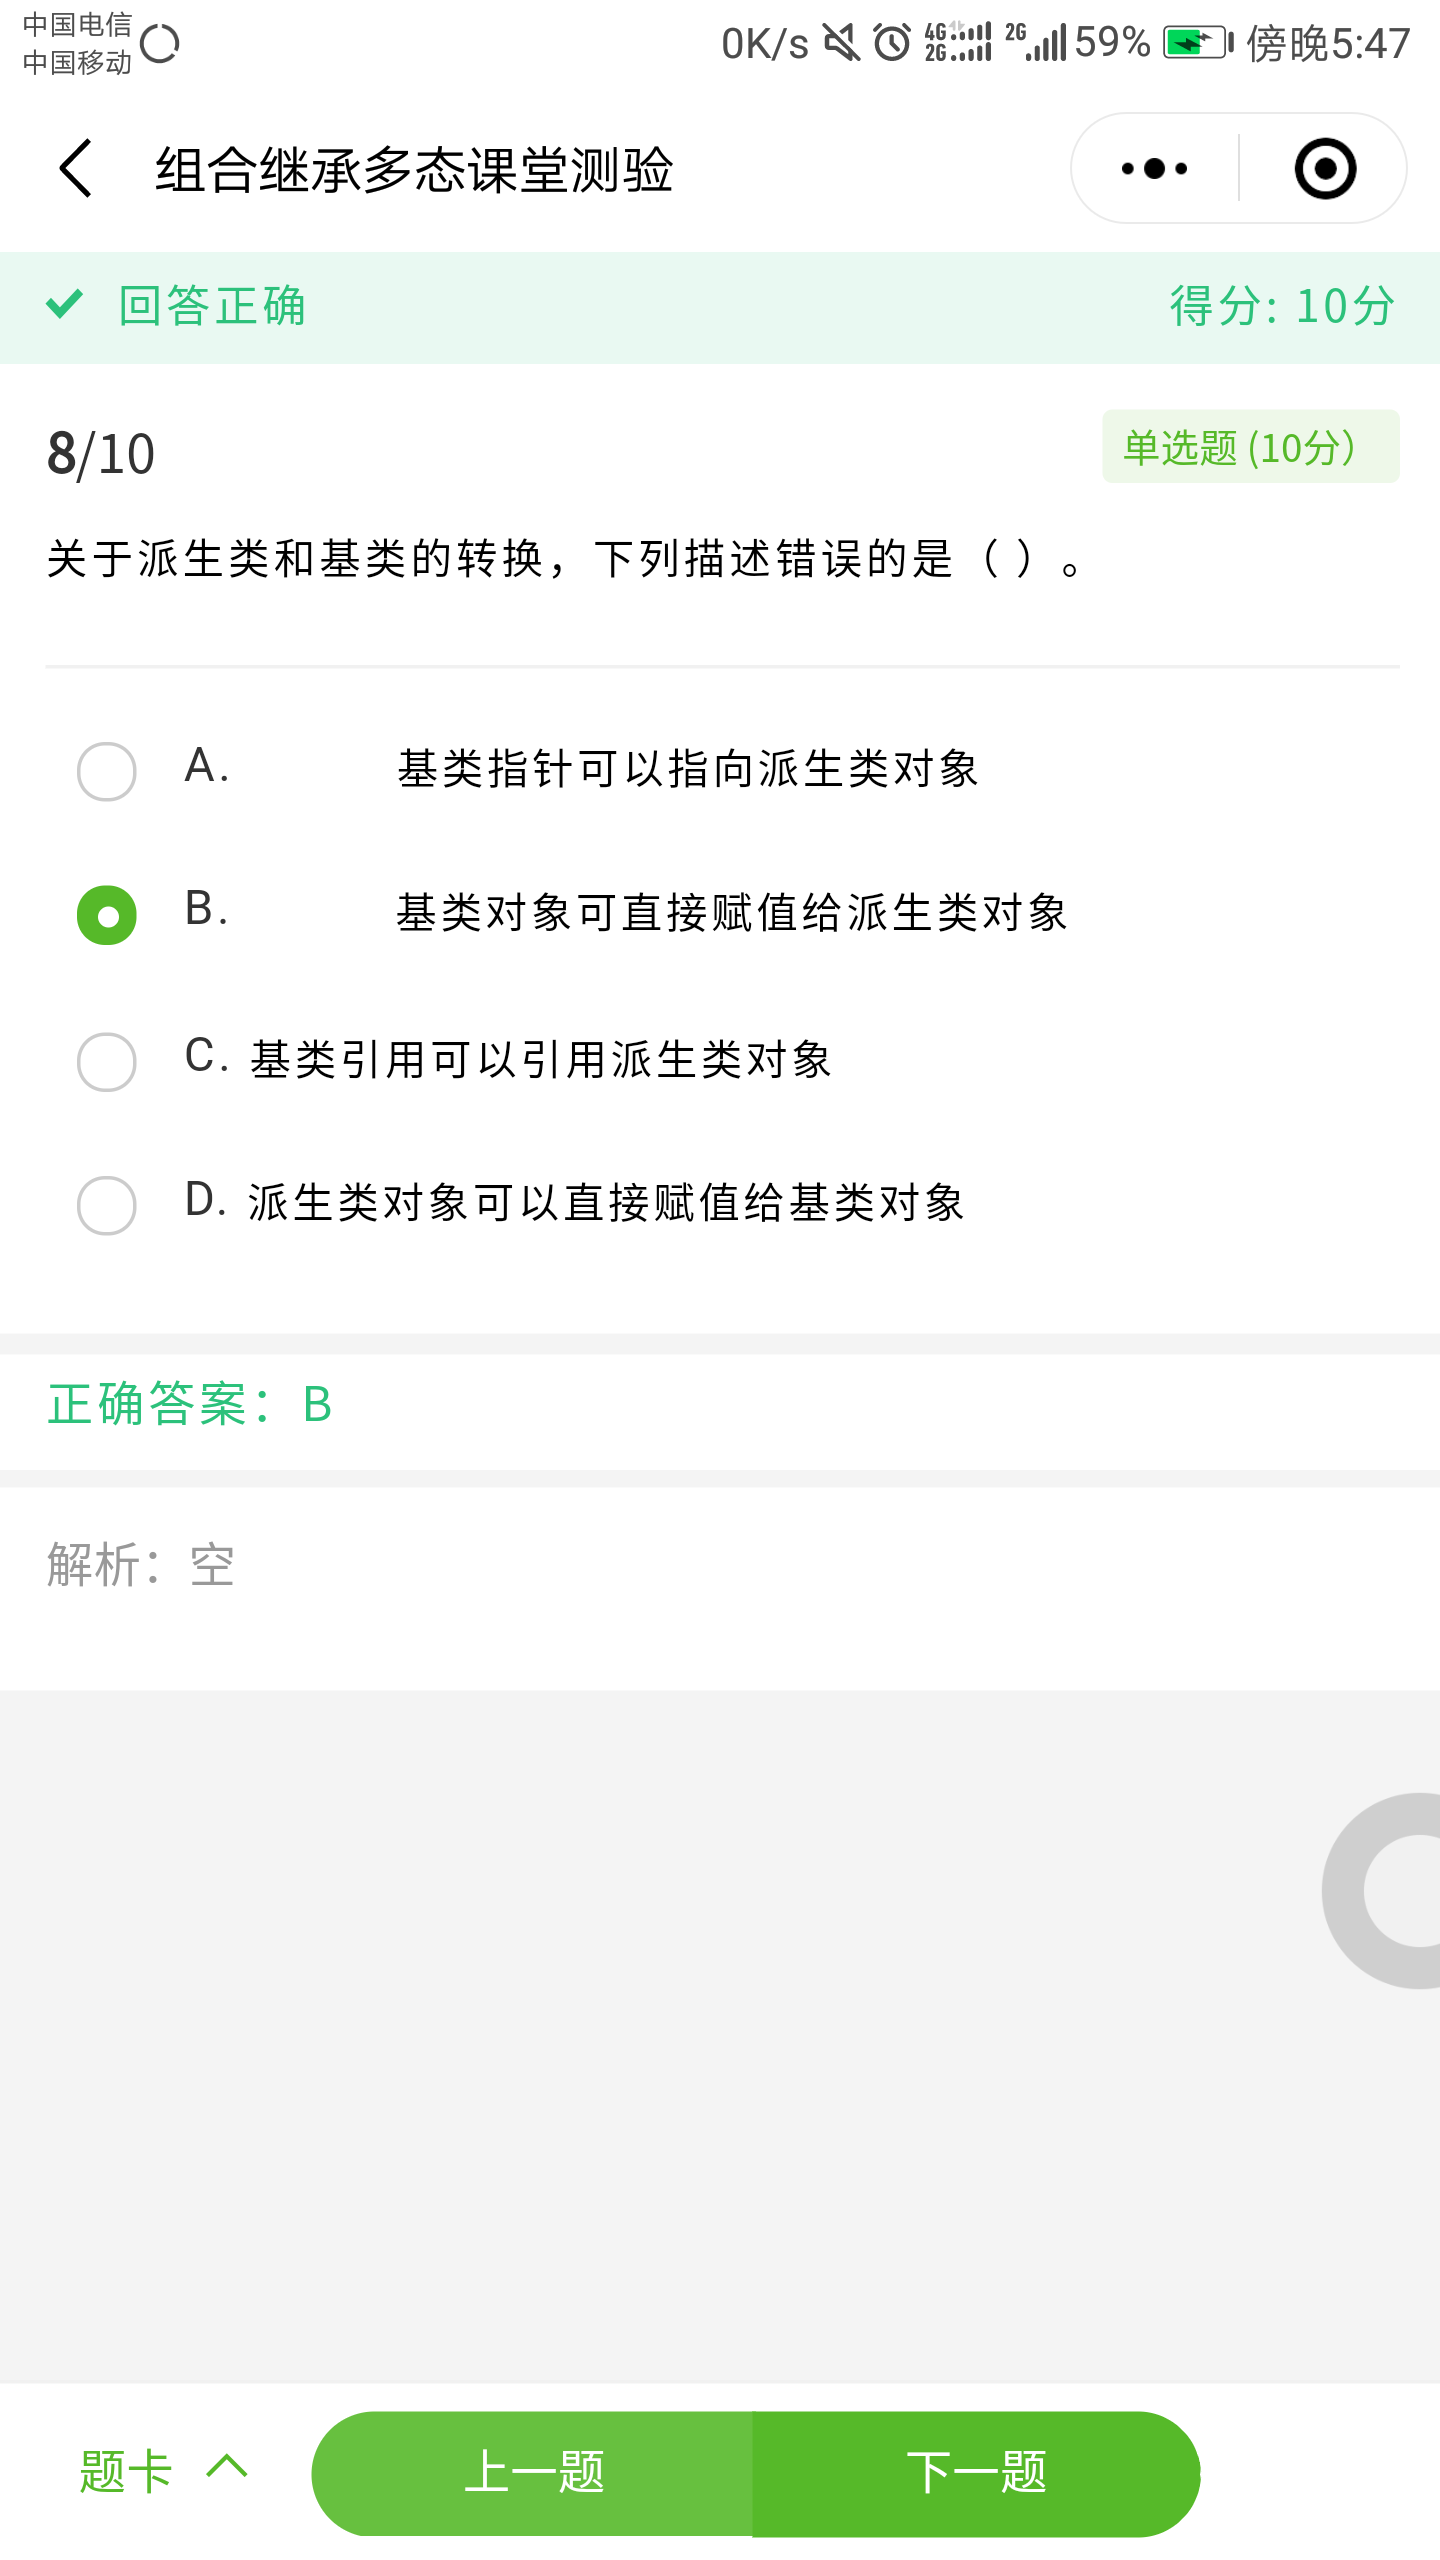 中国电信
中国移动
0K/s 4G 2G 2G 59% 傍晚5:47
组合继承多态课堂测验
回答正确 得分: 10分
8/10 单选题 (10分）
关于派生类和基类的转换，下列描述错误的是（ ）。
A. 基类指针可以指向派生类对象
B. 基类对象可直接赋值给派生类对象
C. 基类引用可以引用派生类对象
D. 派生类对象可以直接赋值给基类对象
正确答案：B
解析：空
题卡 上一题 下一题